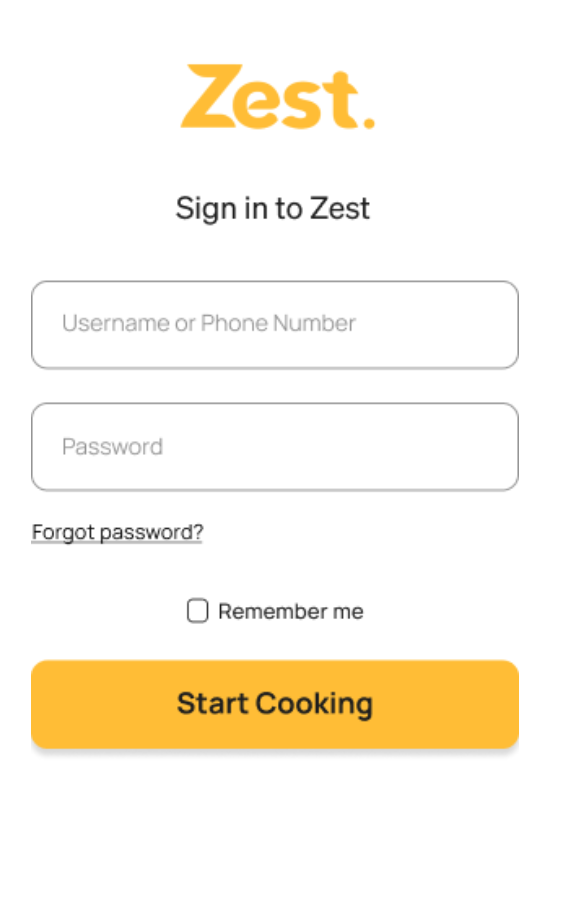 Zest.
Sign in to Zest
Username or Phone Number
Password
Forgot password?
Remember me
Start Cooking